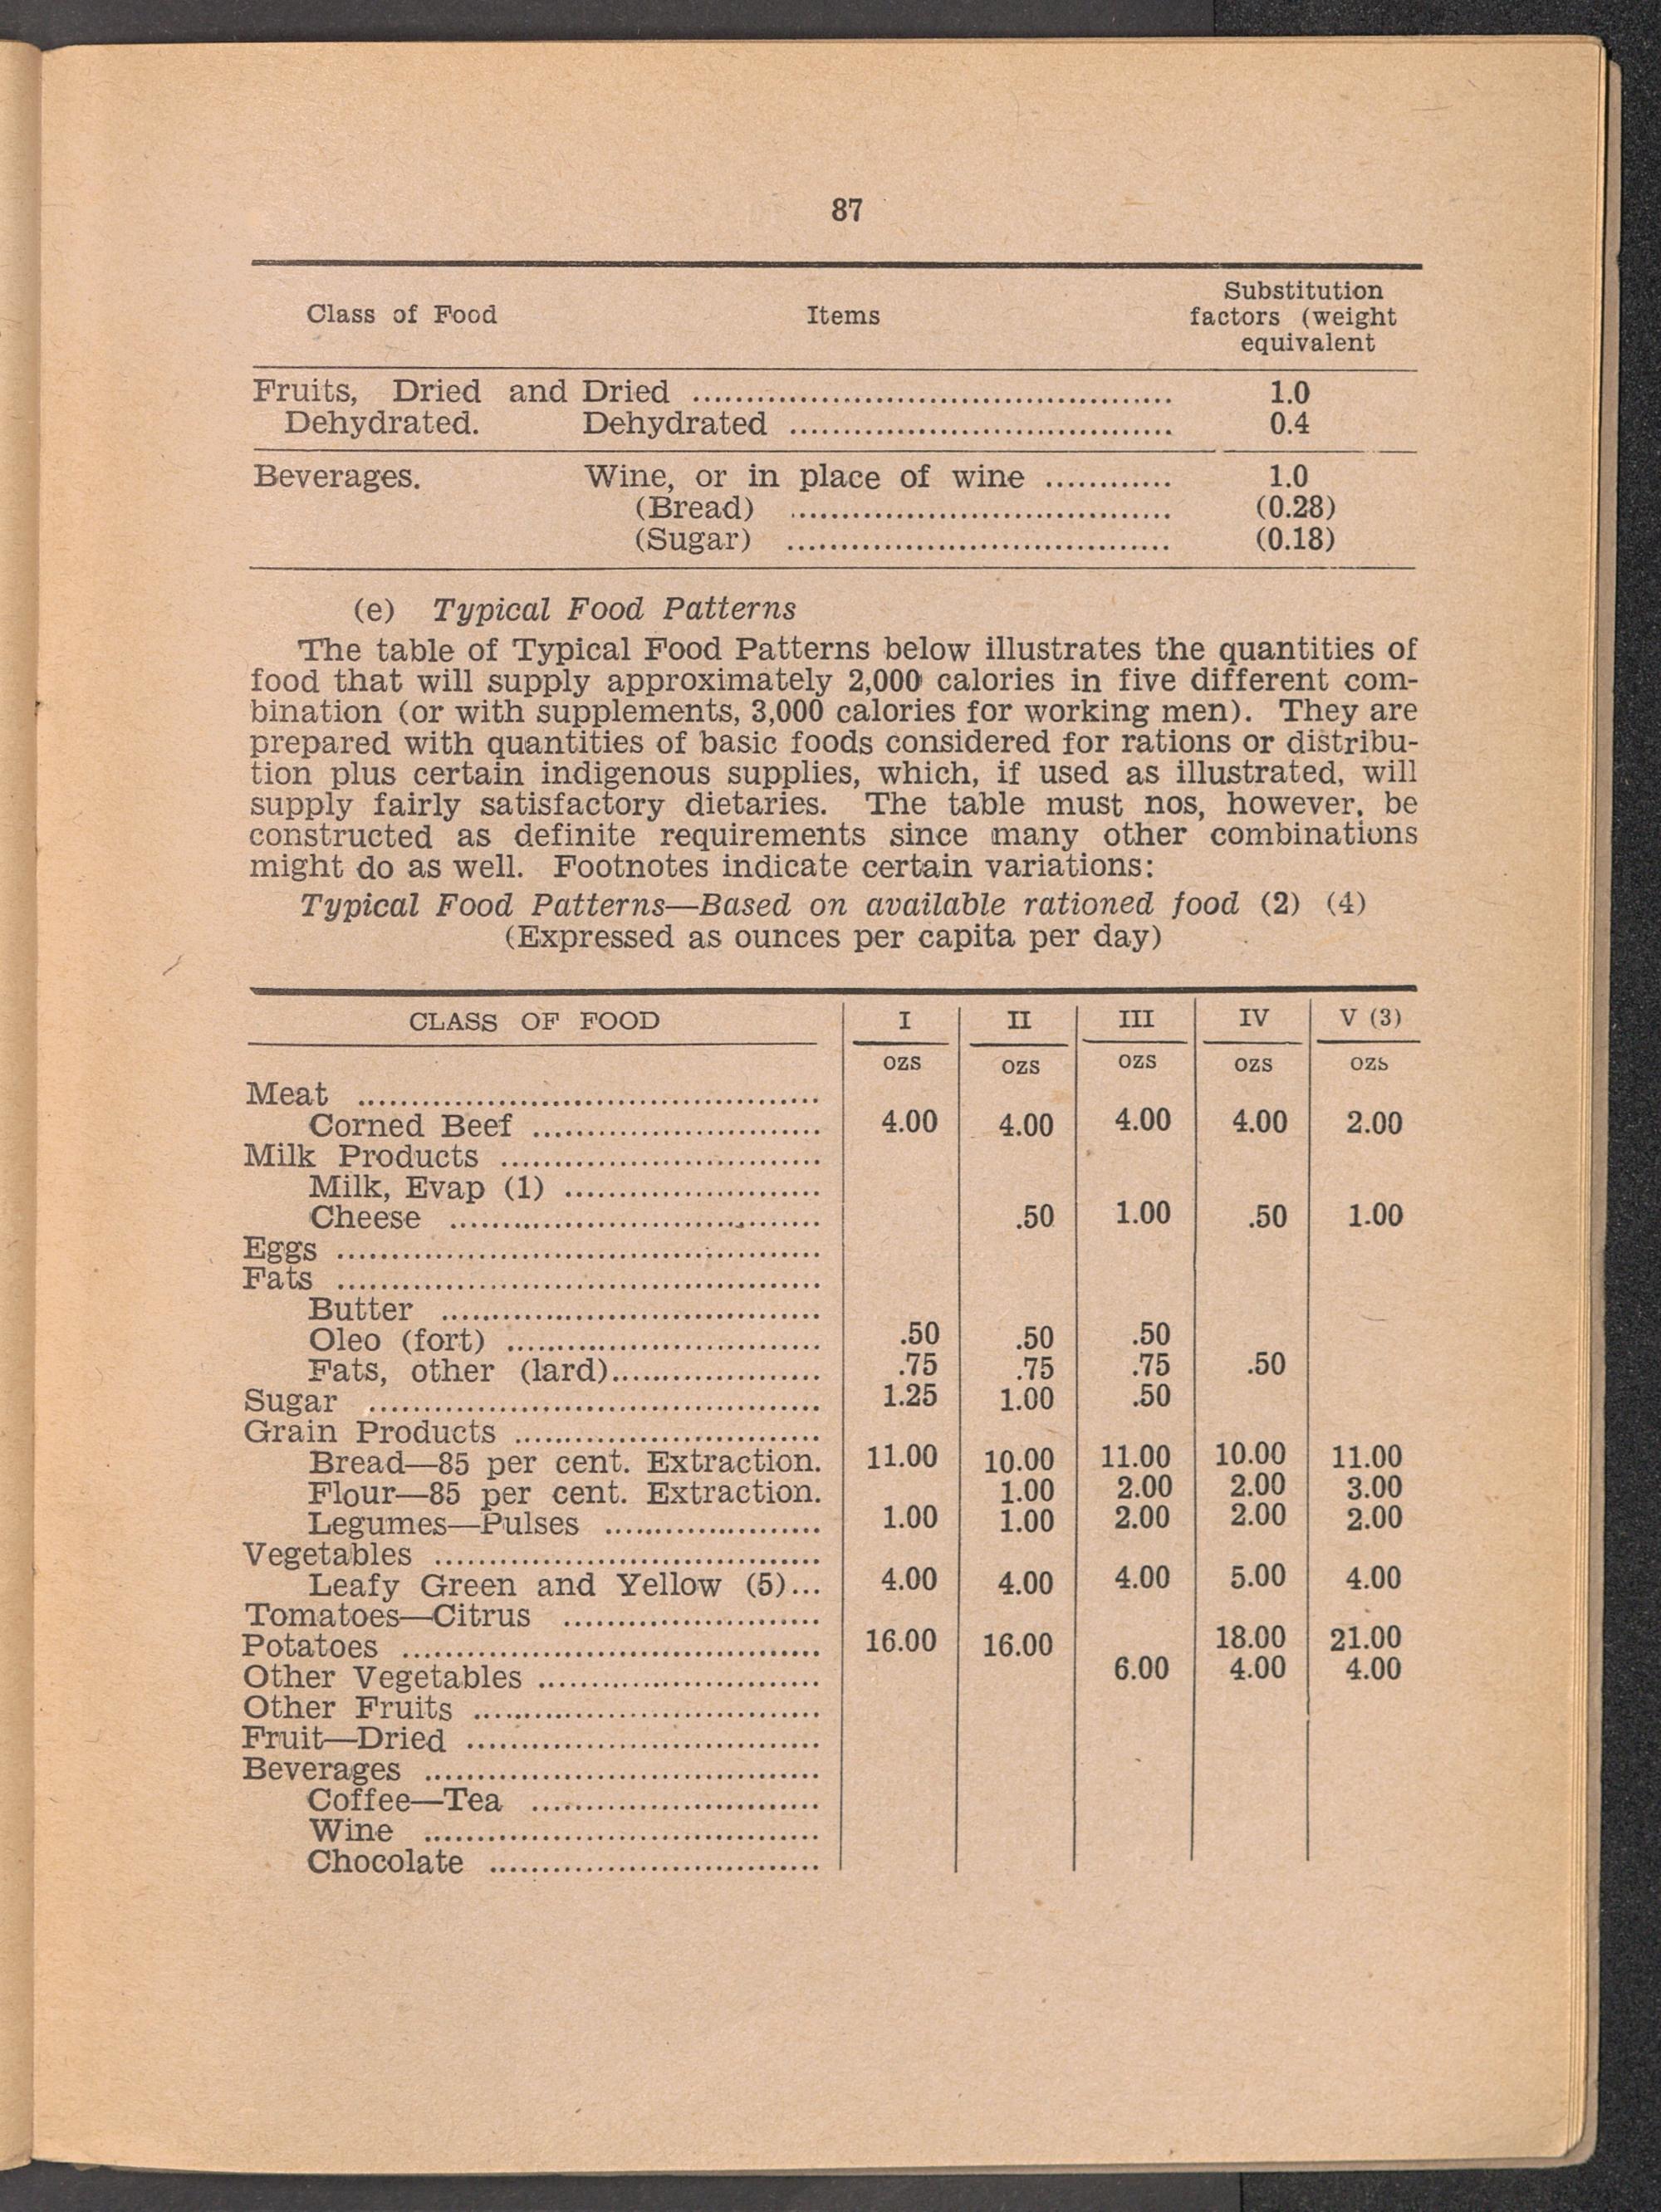 87
Class of Food Items Substitution
factors (weight
equivalent
Fruits, Dried and Dried ............................................ 1.0
Dehydrated. Dehydrated ................................... 0.4
Beverages. Wine, or in place of wine ............ 1.0
(Bread) ................................... (0.28)
(Sugar) ................................... (0.18)
(e) Typical Food Patterns
The table of Typical Food Patterns below illustrates the quantities of
food that will supply approximately 2,000 calories in five different com-
bination (or with supplements, 3,000 calories for working men). They are
prepared with quantities of basic foods considered for rations or distribu-
tion plus certain indigenous supplies, which, if used as illustrated, will
supply fairly satisfactory dietaries. The table must nos, however, be
constructed as definite requirements since many other combinations
might do as well. Footnotes indicate certain variations:
Typical Food Patterns—Based on available rationed food (2) (4)
(Expressed as ounces per capita per day)
CLASS OF FOOD I II III IV V (3)
ozs ozs ozs ozs ozs
Meat ...........................................
Corned Beef ........................... 4.00 4.00 4.00 4.00 2.00
Milk Products ..............................
Milk, Evap (1) ........................
Cheese ................................... .50 1.00 .50 1.00
Eggs .............................................
Fats .............................................
Butter ...................................
Oleo (fort) ............................. .50 .50 .50
Fats, other (lard).................... .75 .75 .75 .50
Sugar .......................................... 1.25 1.00 .50
Grain Products .............................
Bread—85 per cent. Extraction. 11.00 10.00 11.00 10.00 11.00
Flour—85 per cent. Extraction. 1.00 2.00 2.00 3.00
Legumes—Pulses .................... 1.00 1.00 2.00 2.00 2.00
Vegetables ....................................
Leafy Green and Yellow (5)... 4.00 4.00 4.00 5.00 4.00
Tomatoes—Citrus ........................
Potatoes ....................................... 16.00 16.00 18.00 21.00
Other Vegetables .......................... 6.00 4.00 4.00
Other Fruits ................................
Fruit—Dried .................................
Beverages .....................................
Coffee—Tea ...........................
Wine .....................................
Chocolate ...............................